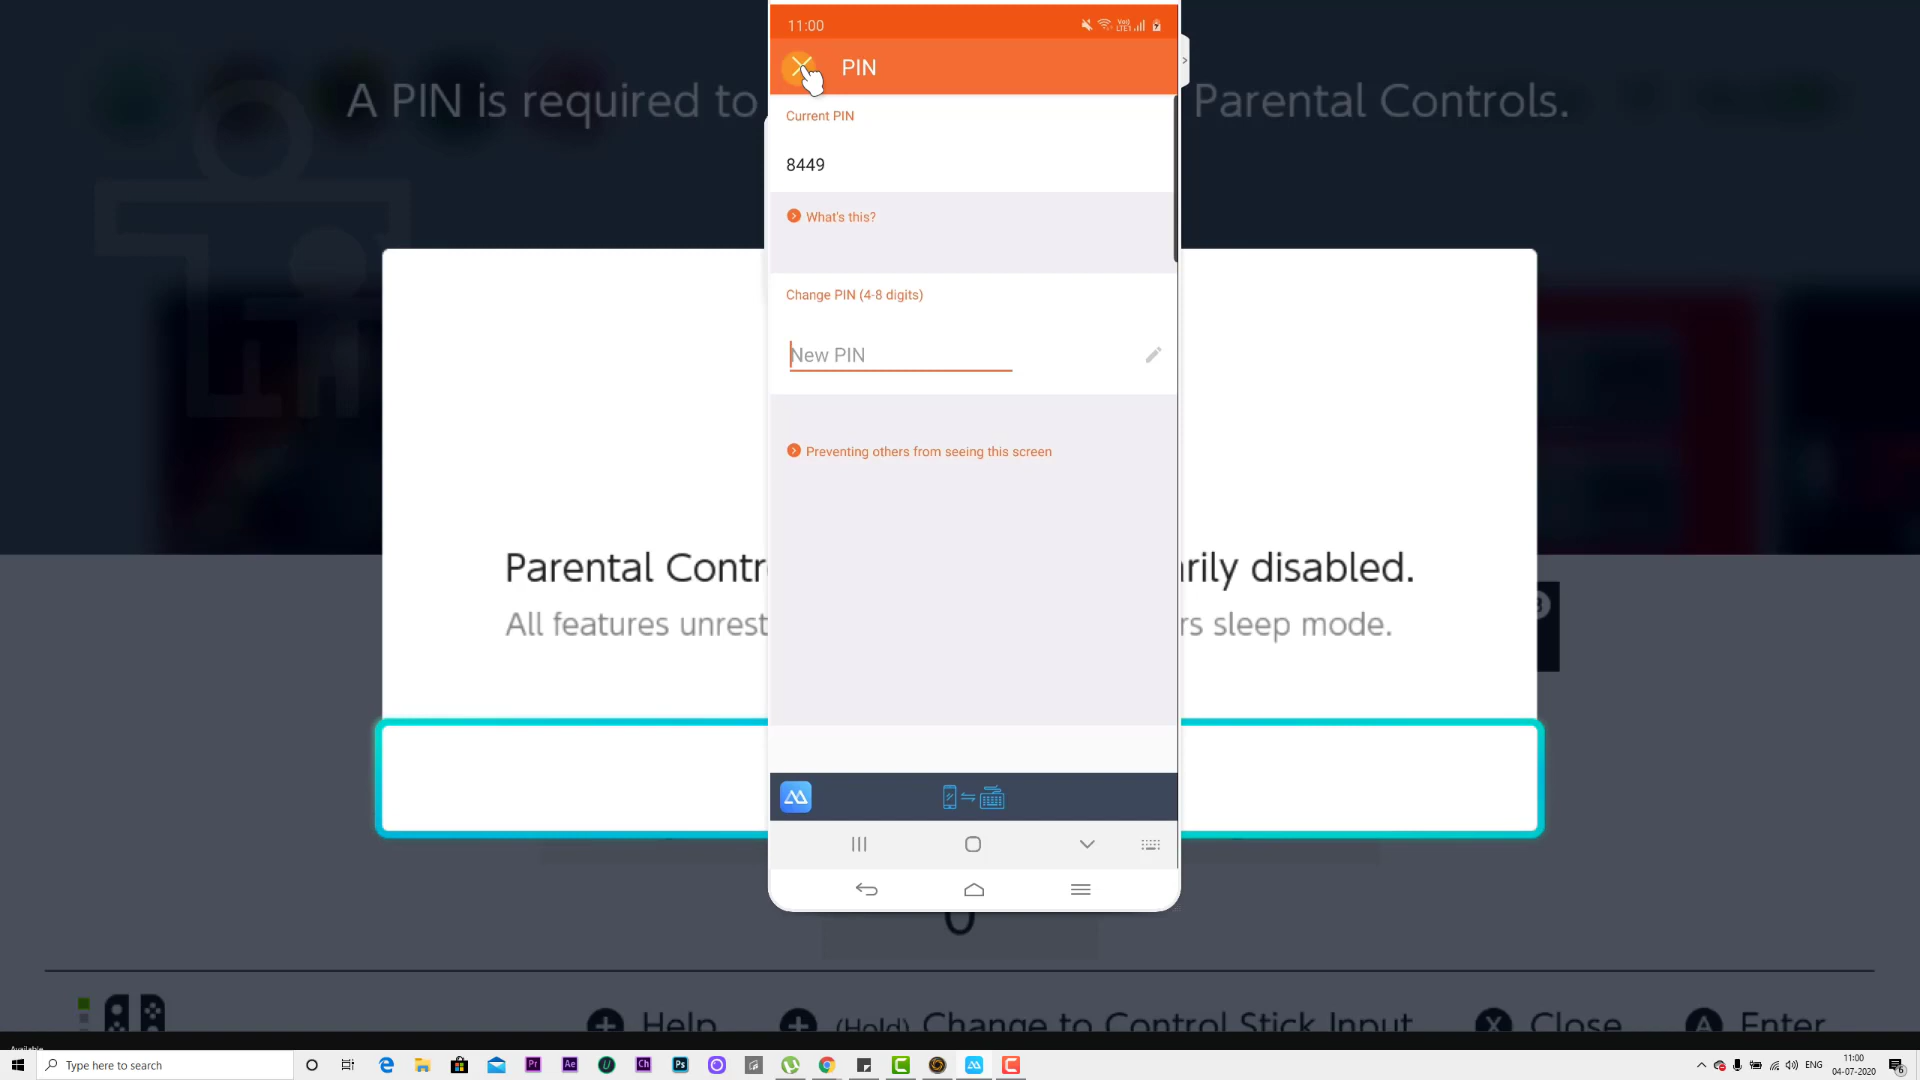 11:00
PIN
A PIN is required to
Parental Controls.
Current PIN
8449
What's this?
Change PIN (4-8 digits)
New PIN
Preventing others from seeing this screen
Parental Contr
rily disabled.
All features unrest
rs sleep mode.
Help
(Hold) Change to Control Stick Input
Close
Enter
Available
Type here to search
ENG
11:00
04-07-2020